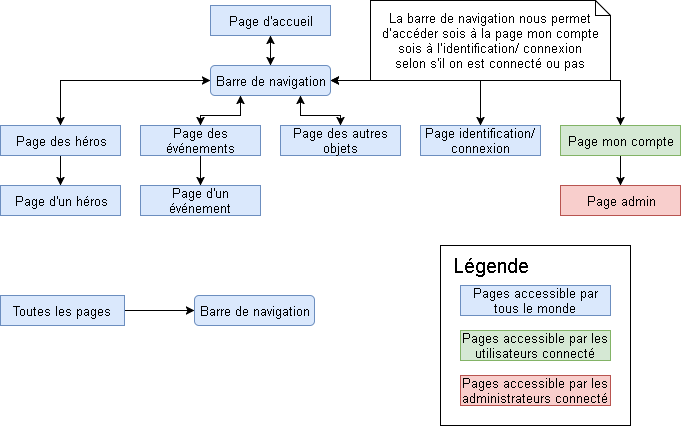 Page d'accueil
La barre de navigation nous permet
d'accéder sois à la page mon compte
sois à l'identification/ connexion
selon s'il on est connecté ou pas
Barre de navigation
Page des héros
Page des
événements
Page des autres
objets
Page identification/
connexion
Page mon compte
Page d'un héros
Page d'un
événement
Page admin
Légende
Pages accessible par
tous le monde
Toutes les pages
Barre de navigation
Pages accessible par les
utilisateurs connecté
Pages accessible par les
administrateurs connecté